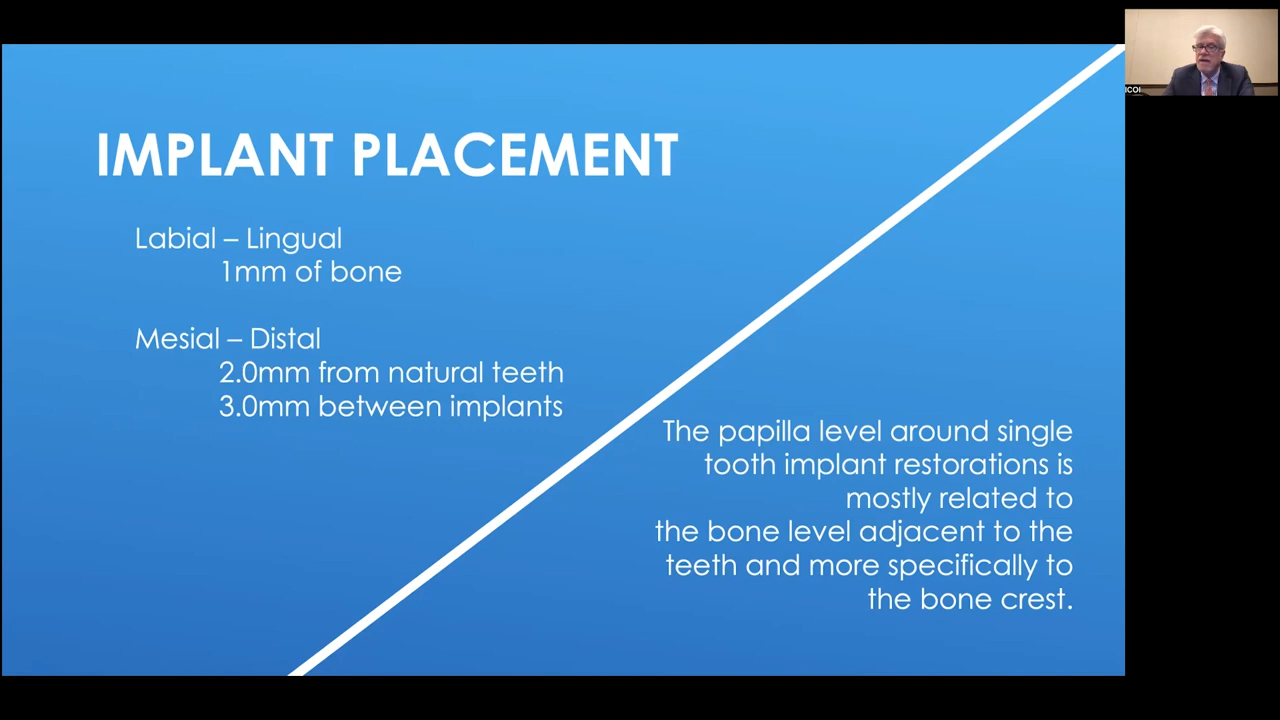 IMPLANT PLACEMENT
Labial – Lingual
1mm of bone
Mesial – Distal
2.0mm from natural teeth
3.0mm between implants
The papilla level around single
tooth implant restorations is
mostly related to
the bone level adjacent to the
teeth and more specifically to
the bone crest.
ICOI